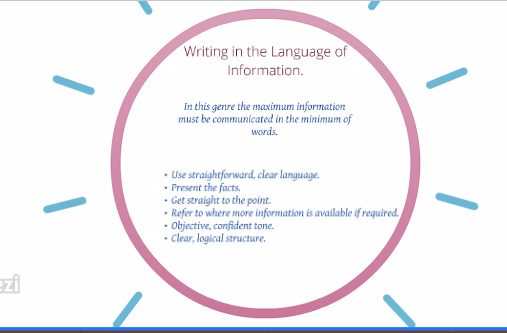 Writing in the Language of
Information.
In this genre the maximum information
must be communicated in the minimum of
words.
• Use straightforward, clear language.
• Present the facts.
• Get straight to the point.
• Refer to where more information is available if required.
• Objective, confident tone.
• Clear, logical structure.
ezi